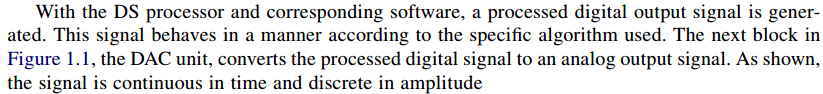 With the DS processor and corresponding software, a processed digital output signal is gener-
ated. This signal behaves in a manner according to the specific algorithm used. The next block in
Figure 1.1, the DAC unit, converts the processed digital signal to an analog output signal. As shown,
the signal is continuous in time and discrete in amplitude